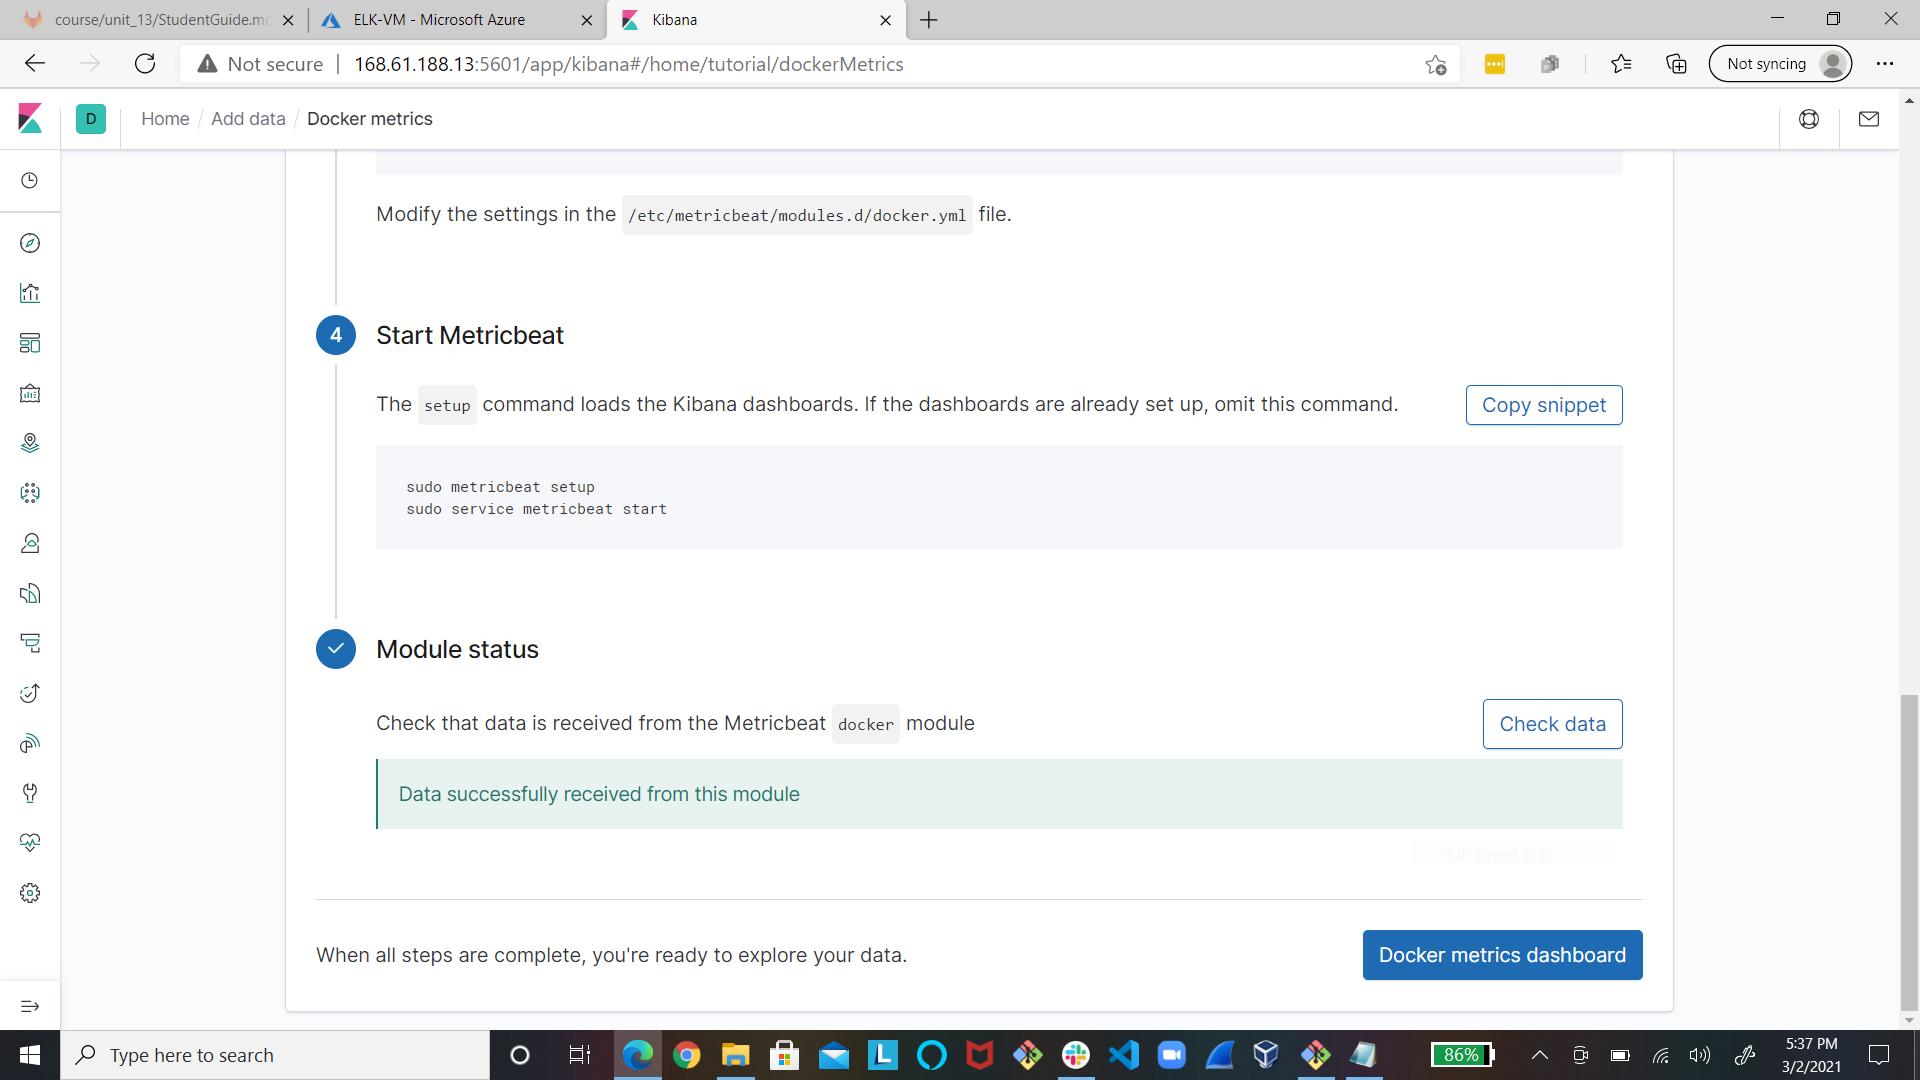 course/unit_13/StudentGuide.md
ELK-VM - Microsoft Azure
Kibana
Not secure
168.61.188.13:5601/app/kibana#/home/tutorial/dockerMetrics
Not syncing
D
Home / Add data / Docker metrics
Modify the settings in the /etc/metricbeat/modules.d/docker.yml file.
4
Start Metricbeat
The setup command loads the Kibana dashboards. If the dashboards are already set up, omit this command.
Copy snippet
sudo metricbeat setup
sudo service metricbeat start
Module status
Check that data is received from the Metricbeat docker module
Check data
Data successfully received from this module
Full-screen Snip
When all steps are complete, you're ready to explore your data.
Docker metrics dashboard
Type here to search
L
86%
5:37 PM
3/2/2021